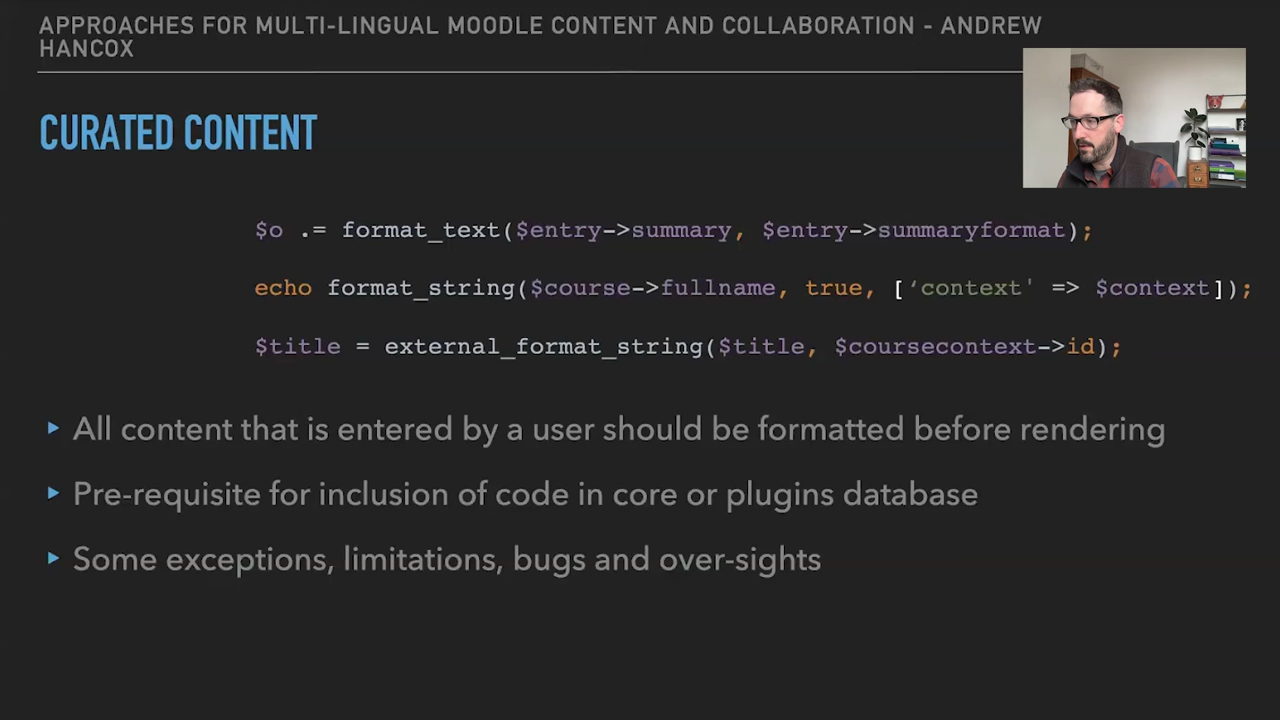 APPROACHES FOR MULTI-LINGUAL MOODLE CONTENT AND COLLABORATION - ANDREW
HANCOX
CURATED CONTENT
$o .= format_text($entry->summary, $entry->summaryformat);
echo format_string($course->fullname, true, [‘context' => $context]);
$title = external_format_string($title, $coursecontext->id);
▸ All content that is entered by a user should be formatted before rendering
▸ Pre-requisite for inclusion of code in core or plugins database
▸ Some exceptions, limitations, bugs and over-sights